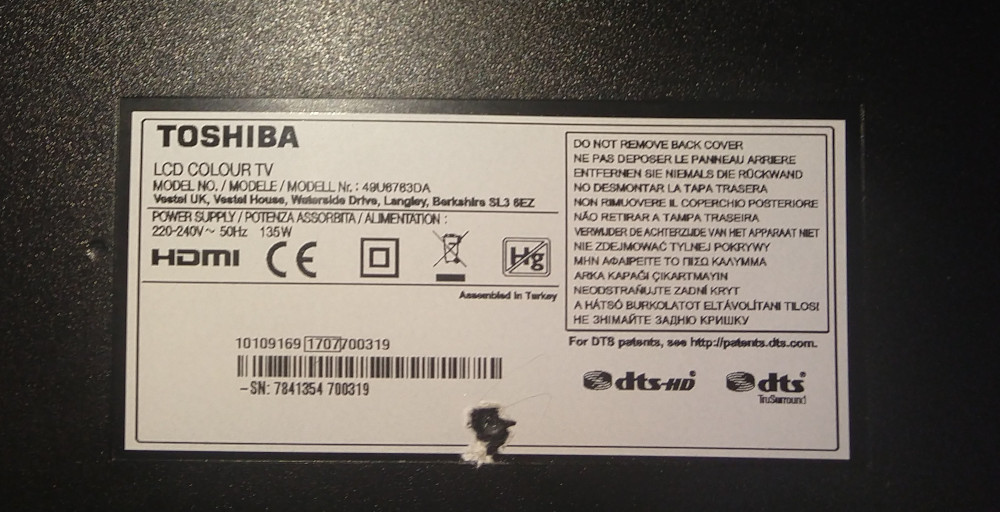 TOSHIBA
LCD COLOUR TV
MODEL NO. / MODELE / MODELL Nr. : 49U6763DA
Vestel UK, Vestel House, Waterside Drive, Langley, Berkshire SL3 6EZ
POWER SUPPLY / POTENZA ASSORBITA / ALIMENTATION :
220-240V~ 50Hz 135W
HDMI CE Hg
Assembled in Turkey
10109169 1707700319
-SN: 7841354 700319
DO NOT REMOVE BACK COVER
NE PAS DEPOSER LE PANNEAU ARRIERE
ENTFERNEN SIE NIEMALS DIE RÜCKWAND
NO DESMONTAR LA TAPA TRASERA
NON RIMUOVERE IL COPERCHIO POSTERIORE
NÃO RETIRAR A TAMPA TRASEIRA
VERWIJDER DE ACHTERZIJDE VAN HET APPARAAT NIET
NIE ZDEJMOWAĆ TYLNEJ POKRYWY
ΜΗΝ ΑΦΑΙΡΕΙΤΕ ΤΟ ΠΙΣΩ ΚΑΛΥΜΜΑ
ARKA KAPAĞI ÇIKARTMAYIN
NEODSTRAŇUJTE ZADNÍ KRYT
A HÁTSÓ BURKOLATOT ELTÁVOLÍTANI TILOS!
НЕ ЗНІМАЙТЕ ЗАДНЮ КРИШКУ
For DTS patents, see http://patents.dts.com.
dts-HD dts
TruSurround